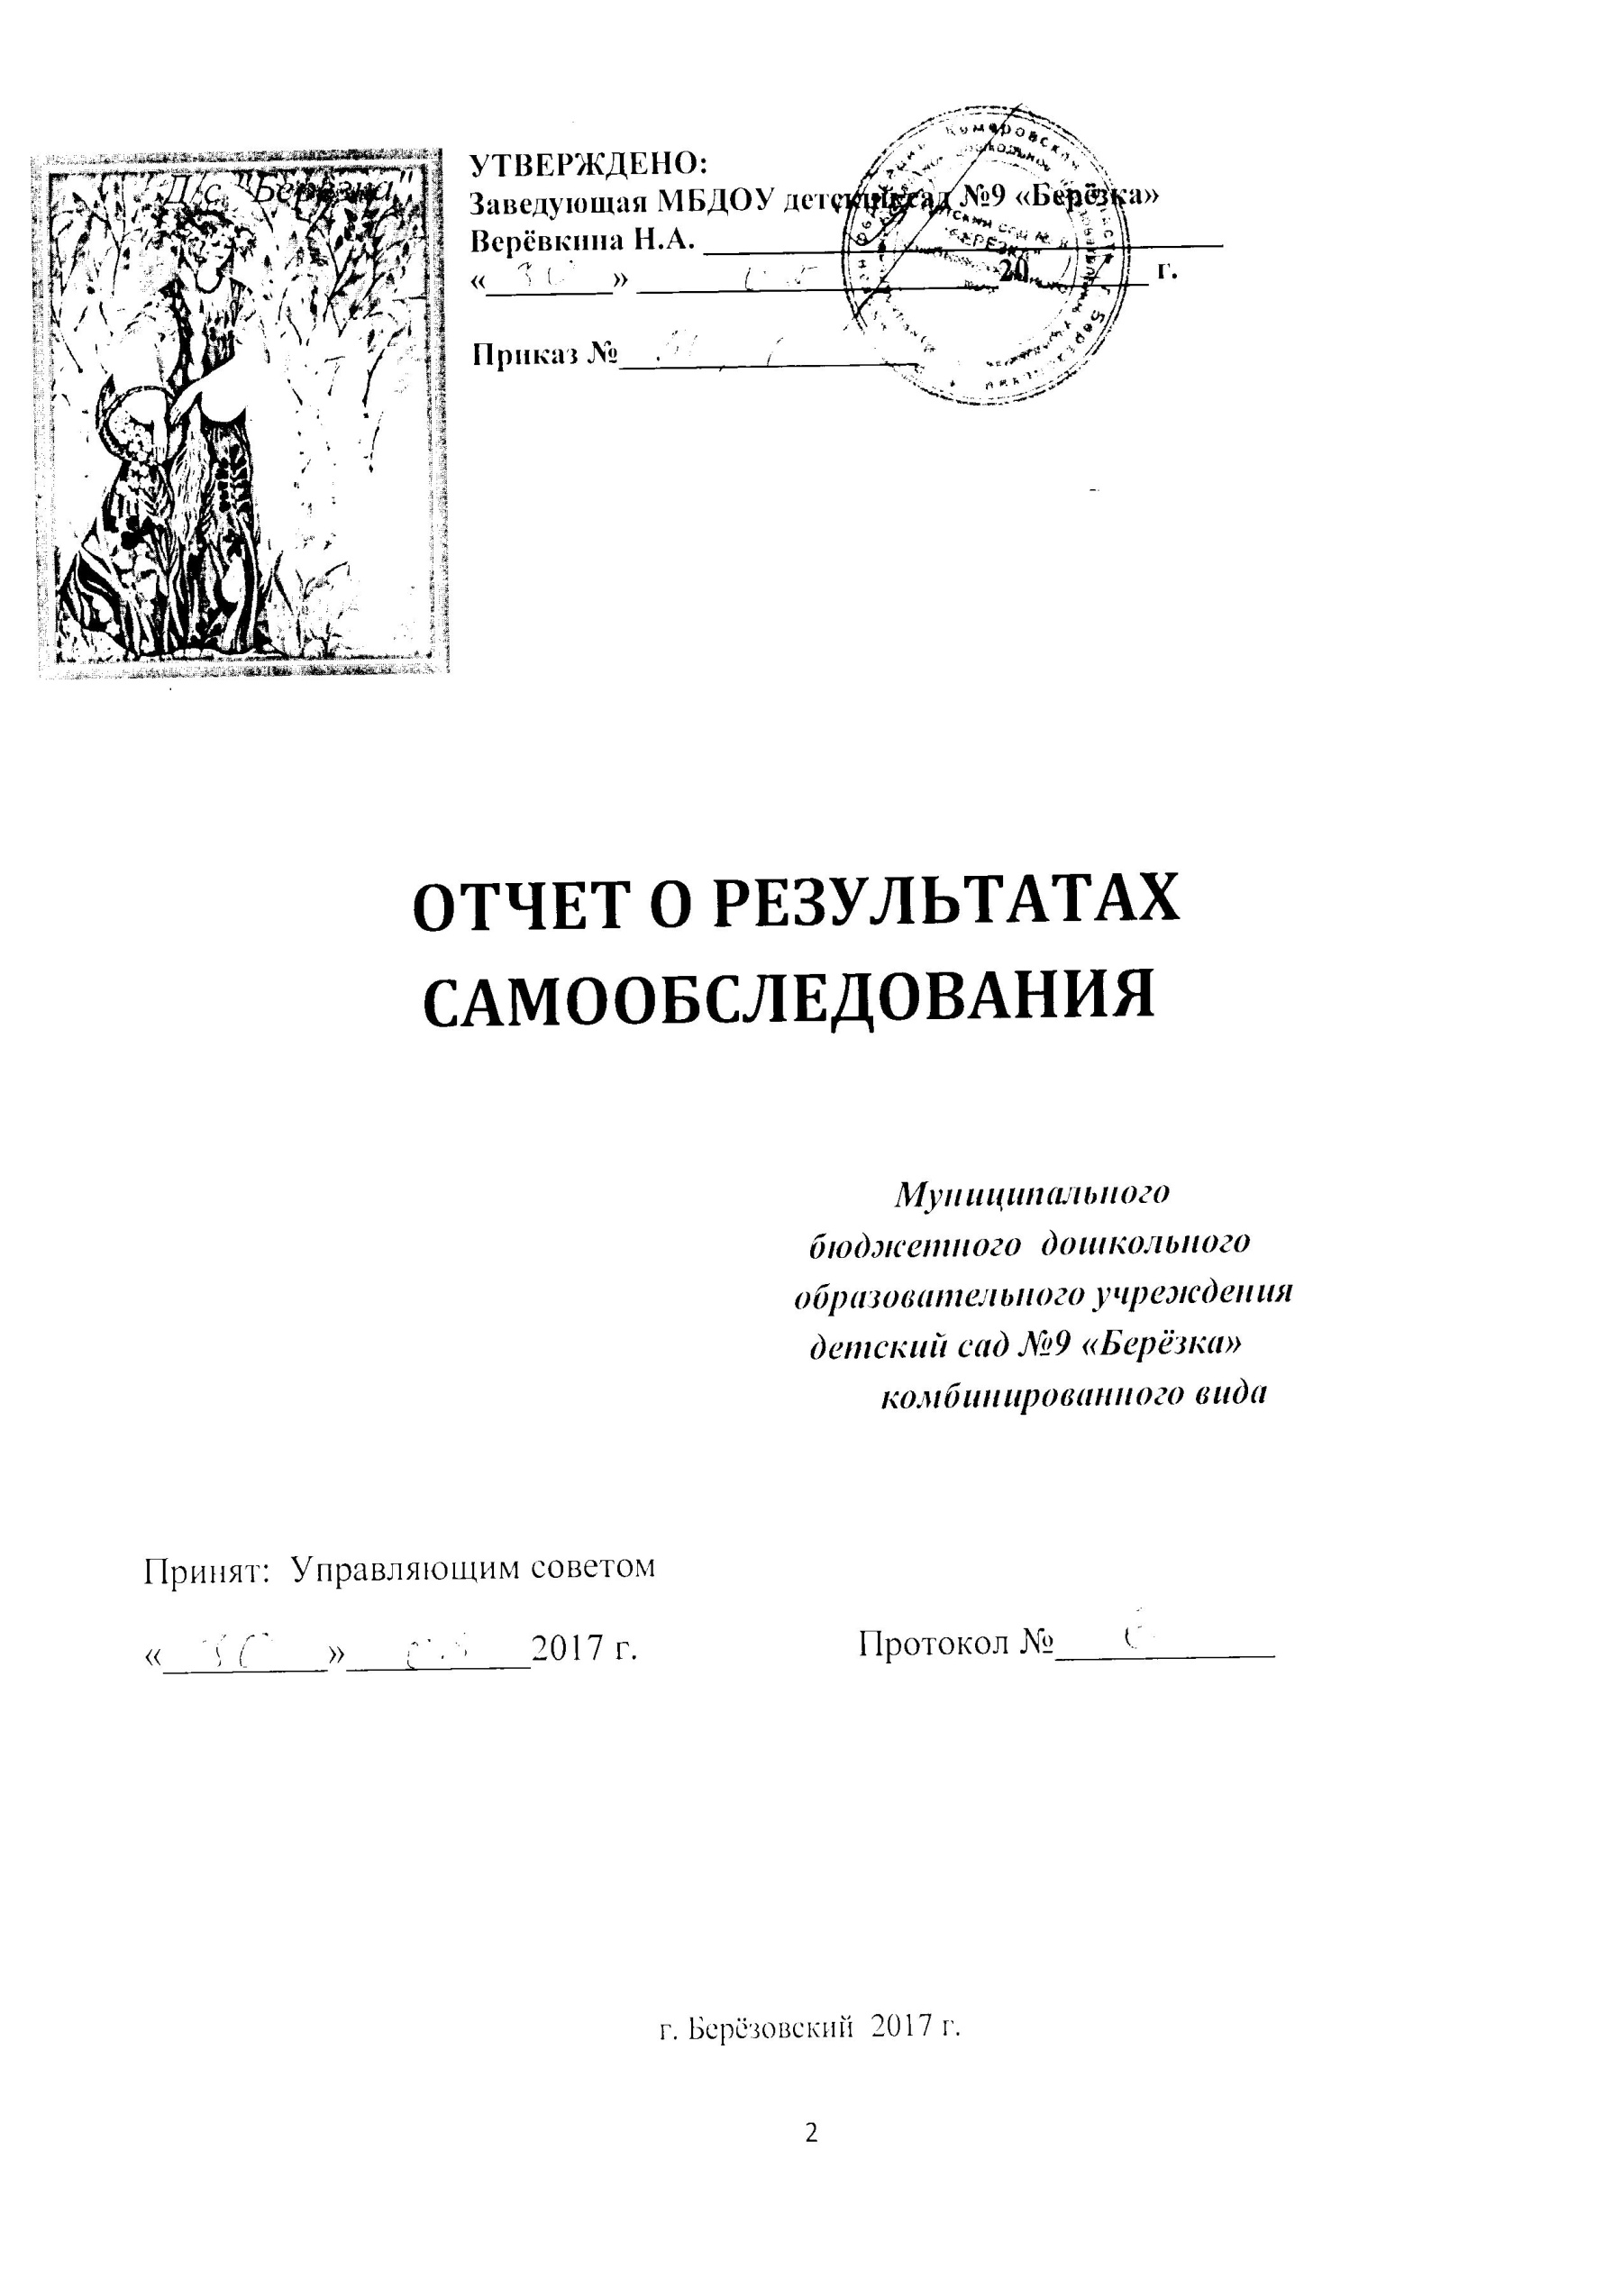 Д/с "Берёзка"
УТВЕРЖДЕНО:
Заведующая МБДОУ детский сад №9 «Берёзка»
Верёвкина Н.А.
«30» 20 г.
Приказ №
ОТЧЕТ О РЕЗУЛЬТАТАХ
САМООБСЛЕДОВАНИЯ
Муниципального
бюджетного дошкольного
образовательного учреждения
детский сад №9 «Берёзка»
комбинированного вида
Принят: Управляющим советом
«30» 2017 г. Протокол №
г. Берёзовский 2017 г.
2